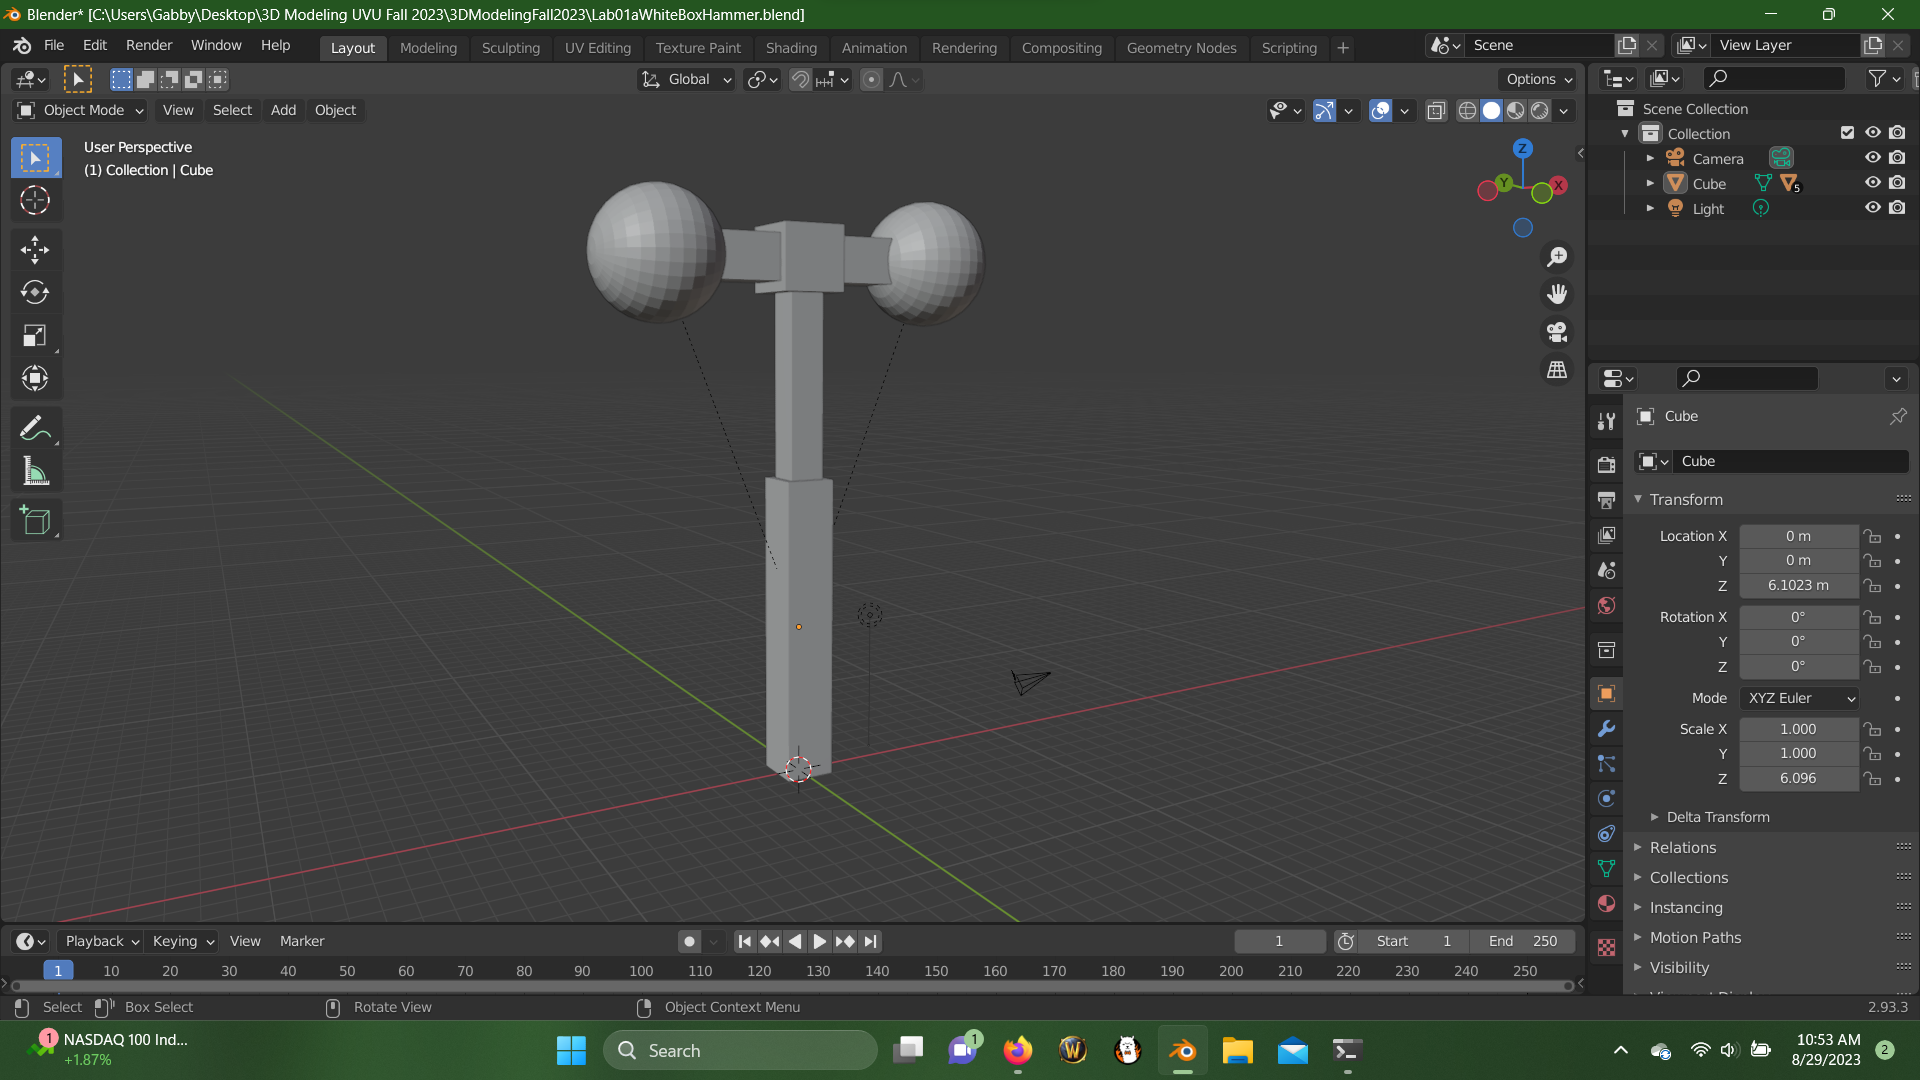 Blender* [C:\Users\Gabby\Desktop\3D Modeling UVU Fall 2023\3DModelingFall2023\Lab01aWhiteBoxHammer.blend]
File Edit Render Window Help Layout Modeling Sculpting UV Editing Texture Paint Shading Animation Rendering Compositing Geometry Nodes Scripting + Scene View Layer
Global Options
Object Mode View Select Add Object
User Perspective
(1) Collection | Cube
Z
Y
X
Scene Collection
Collection
Camera
Cube 5
Light
Cube
Cube
Transform
Location X 0 m
Y 0 m
Z 6.1023 m
Rotation X 0°
Y 0°
Z 0°
Mode XYZ Euler
Scale X 1.000
Y 1.000
Z 6.096
Delta Transform
Relations
Collections
Instancing
Motion Paths
Visibility
Playback Keying View Marker 1 Start 1 End 250
1 10 20 30 40 50 60 70 80 90 100 110 120 130 140 150 160 170 180 190 200 210 220 230 240 250
Select Box Select Rotate View Object Context Menu 2.93.3
1 NASDAQ 100 Ind...
+1.87%
Search
1
W
10:53 AM
8/29/2023
2